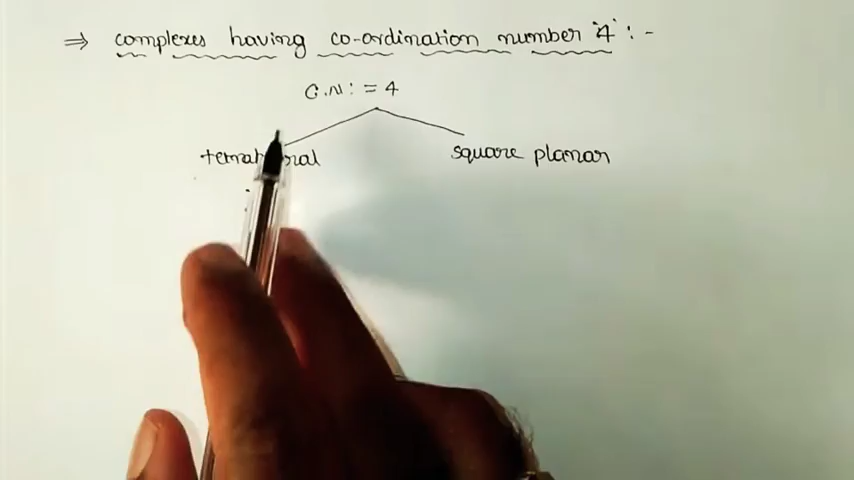 ⇒ complexes having co-ordination number '4' : -
C.N : = 4
square planar